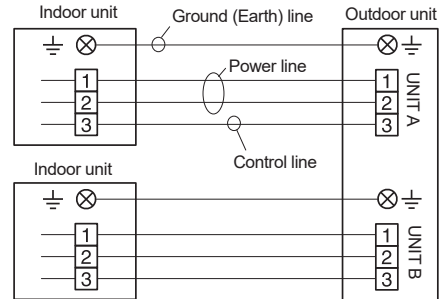 Indoor unit
Ground (Earth) line
Outdoor unit
Power line
1
2
3
1
2
3
UNIT A
Control line
Indoor unit
1
2
3
1
2
3
UNIT B